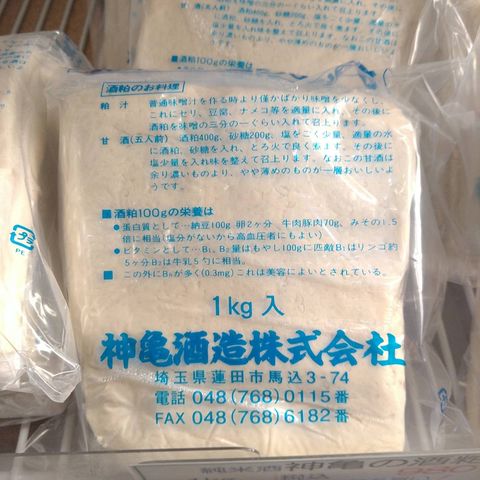 酒粕のお料理
粕 汁 普通味噌汁を作る時より僅かばかり味噌を少なくし、
これにセリ、豆腐、ナメコ等を適量に入れ、その後に
酒粕を味噌の三分の一くらい入れて召上ります。
甘 酒(五人前) 酒粕400g、砂糖200g、塩をごく少量、適量の水
に酒粕、砂糖を入れ、とろ火で良く煮ます。その後に
塩少量を入れ味を整えて召上ります。なおこの甘酒は
余り濃いものより、やや薄めのものが一層おいしいよ
うです。
■酒粕100gの栄養は
●蛋白質として…納豆100g 卵2ヶ分 牛肉豚肉70g、みその1.5
倍に相当(塩分がないから高血圧者にもよい)
●ビタミンとして…B₁、B₂量はもやし100gに匹敵B₁はリンゴ約
5ヶ分B₂は牛乳5勺に相当。
■ この外にB₆が多く(0.3mg)これは美容によいとされている。
1kg入
神亀酒造株式会社
埼玉県蓮田市馬込3-74
電話 048(768)0115番
FAX 048(768)6182番
PE
純米酒神亀の酒粕